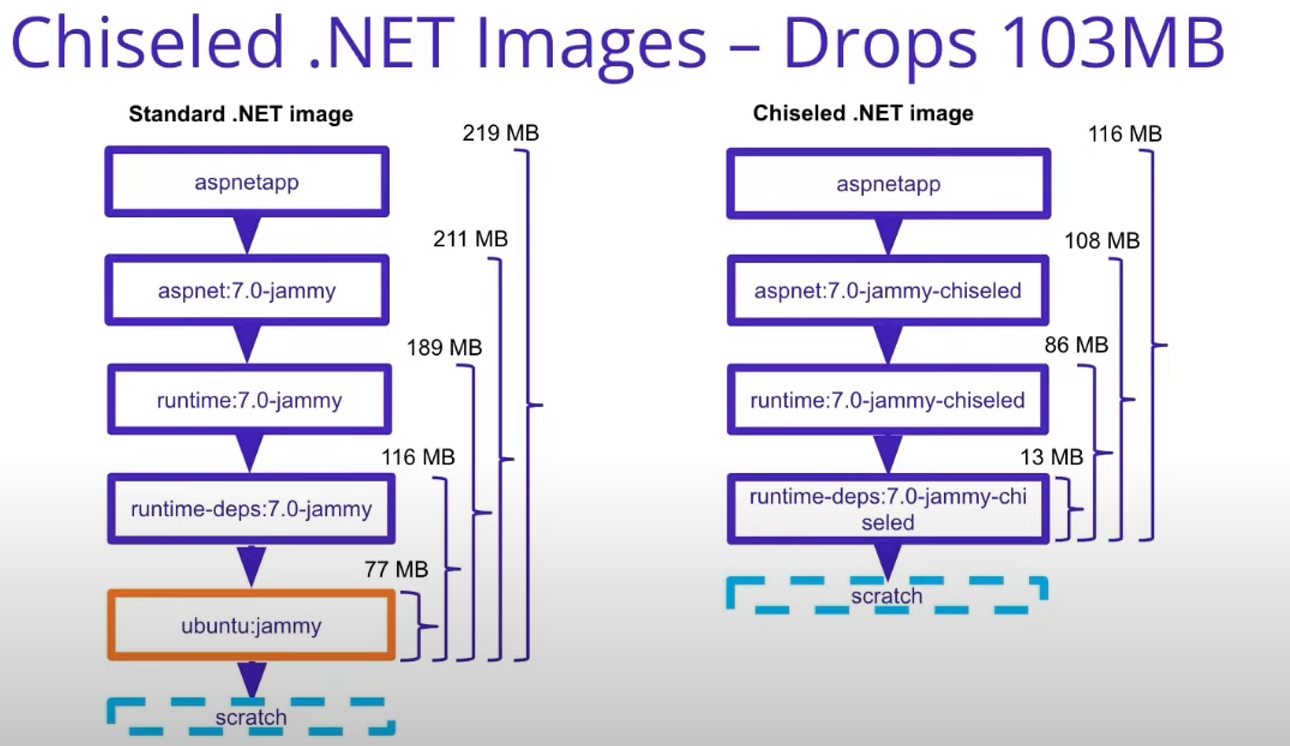 Chiseled .NET Images – Drops 103MB
Standard .NET image
219 MB
aspnetapp
211 MB
aspnet:7.0-jammy
189 MB
runtime:7.0-jammy
116 MB
runtime-deps:7.0-jammy
77 MB
ubuntu:jammy
scratch
Chiseled .NET image
116 MB
aspnetapp
108 MB
aspnet:7.0-jammy-chiseled
86 MB
runtime:7.0-jammy-chiseled
13 MB
runtime-deps:7.0-jammy-chi
seled
scratch